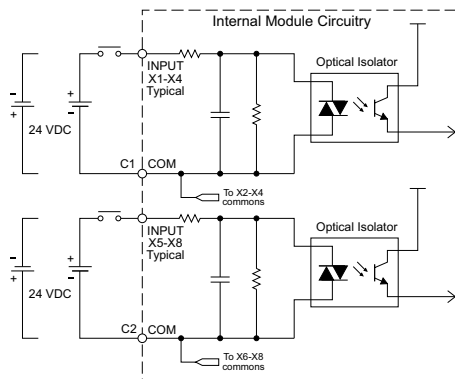 Internal Module Circuitry
Optical Isolator
INPUT
X1-X4
Typical
- +
+ -
24 VDC
C1 COM
To X2-X4
commons
Optical Isolator
INPUT
X5-X8
Typical
- +
+ -
24 VDC
C2 COM
To X6-X8
commons